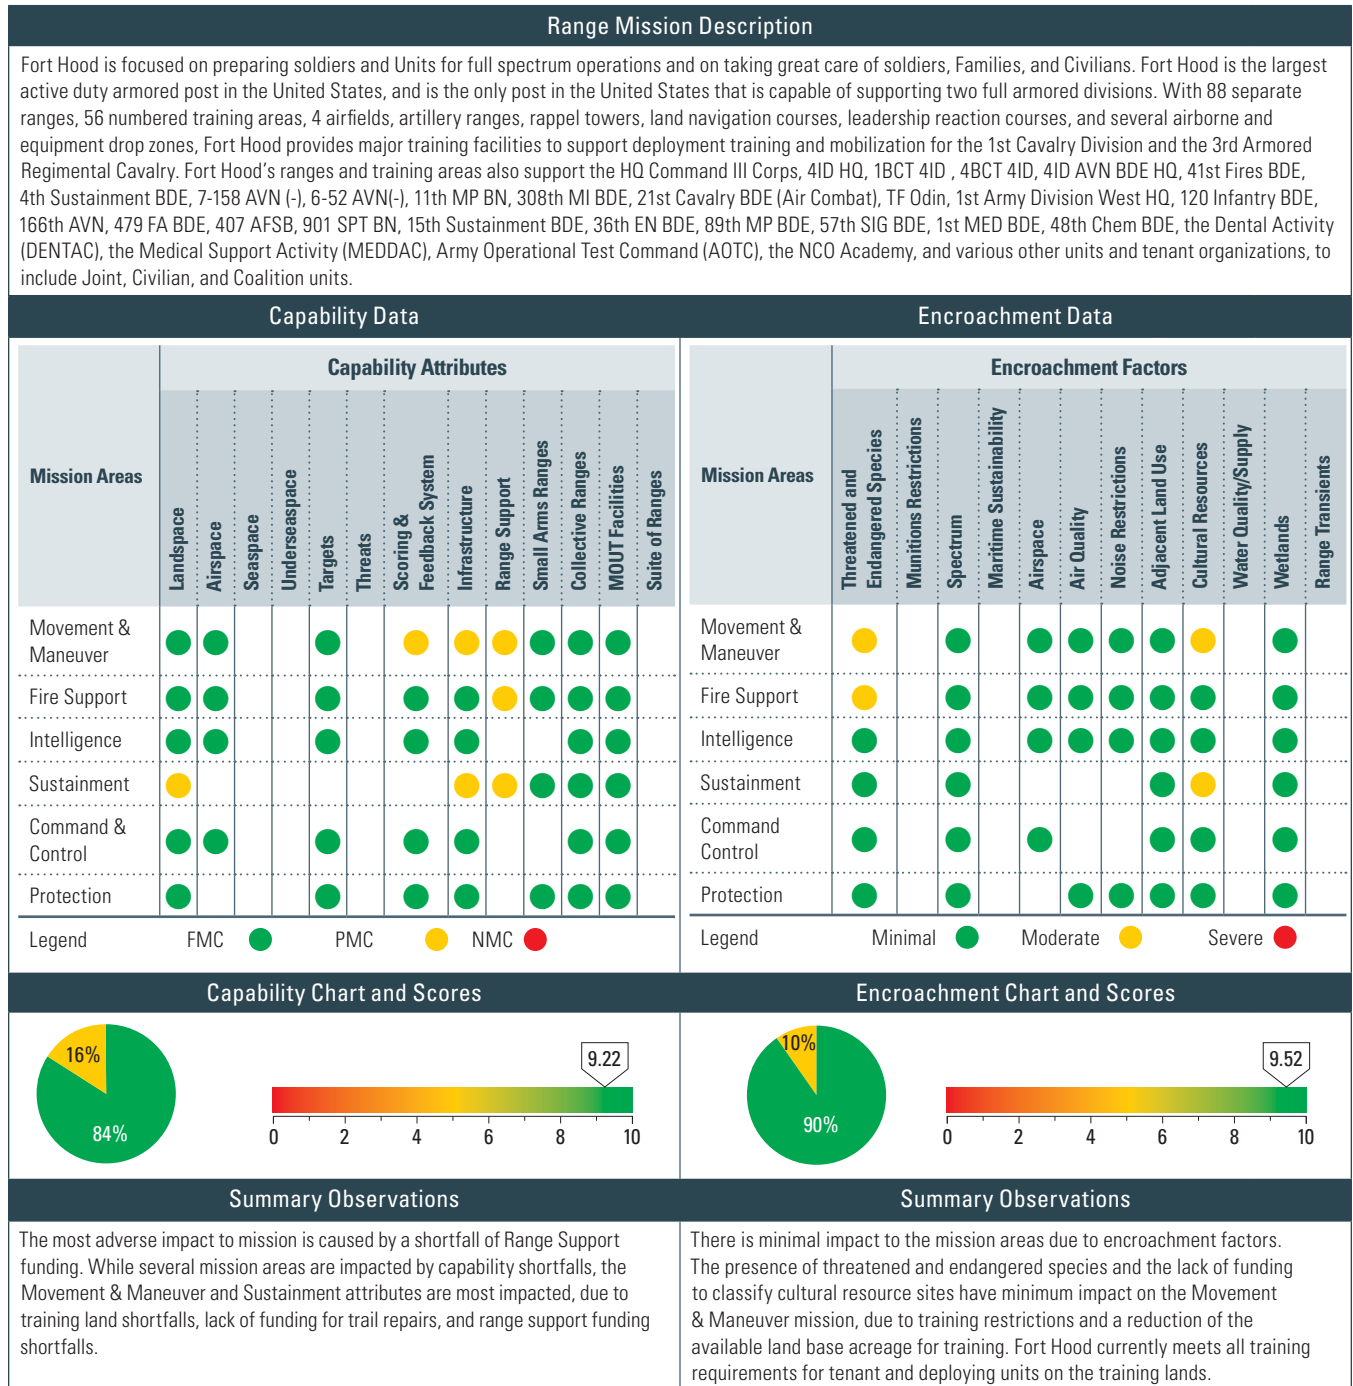 Range Mission Description
Fort Hood is focused on preparing soldiers and Units for full spectrum operations and on taking great care of soldiers, Families, and Civilians. Fort Hood is the largest
active duty armored post in the United States, and is the only post in the United States that is capable of supporting two full armored divisions. With 88 separate
ranges, 56 numbered training areas, 4 airfields, artillery ranges, rappel towers, land navigation courses, leadership reaction courses, and several airborne and
equipment drop zones, Fort Hood provides major training facilities to support deployment training and mobilization for the 1st Cavalry Division and the 3rd Armored
Regimental Cavalry. Fort Hood's ranges and training areas also support the HQ Command III Corps, 4ID HQ, 1BCT 4ID , 4BCT 4ID, 4ID AVN BDE HQ, 41st Fires BDE,
4th Sustainment BDE, 7-158 AVN (-), 6-52 AVN(-), 11th MP BN, 308th MI BDE, 21st Cavalry BDE (Air Combat), TF Odin, 1st Army Division West HQ, 120 Infantry BDE,
166th AVN, 479 FA BDE, 407 AFSB, 901 SPT BN, 15th Sustainment BDE, 36th EN BDE, 89th MP BDE, 57th SIG BDE, 1st MED BDE, 48th Chem BDE, the Dental Activity
(DENTAC), the Medical Support Activity (MEDDAC), Army Operational Test Command (AOTC), the NCO Academy, and various other units and tenant organizations, to
include Joint, Civilian, and Coalition units.
Capability Data
Capability Attributes
Mission Areas
Landspace
Airspace
Seaspace
Underseaspace
Targets
Threats
Scoring &
Feedback System
Infrastructure
Range Support
Small Arms Ranges
Collective Ranges
MOUT Facilities
Suite of Ranges
Movement &
Maneuver
Fire Support
Intelligence
Sustainment
Command &
Control
Protection
Legend FMC PMC NMC
Encroachment Data
Encroachment Factors
Mission Areas
Threatened and
Endangered Species
Munitions Restrictions
Spectrum
Maritime Sustainability
Airspace
Air Quality
Noise Restrictions
Adjacent Land Use
Cultural Resources
Water Quality/Supply
Wetlands
Range Transients
Movement &
Maneuver
Fire Support
Intelligence
Sustainment
Command
Control
Protection
Legend Minimal Moderate Severe
Capability Chart and Scores
16%
84%
9.22
0 2 4 6 8 10
Encroachment Chart and Scores
10%
90%
9.52
0 2 4 6 8 10
Summary Observations
The most adverse impact to mission is caused by a shortfall of Range Support
funding. While several mission areas are impacted by capability shortfalls, the
Movement & Maneuver and Sustainment attributes are most impacted, due to
training land shortfalls, lack of funding for trail repairs, and range support funding
shortfalls.
Summary Observations
There is minimal impact to the mission areas due to encroachment factors.
The presence of threatened and endangered species and the lack of funding
to classify cultural resource sites have minimum impact on the Movement
& Maneuver mission, due to training restrictions and a reduction of the
available land base acreage for training. Fort Hood currently meets all training
requirements for tenant and deploying units on the training lands.